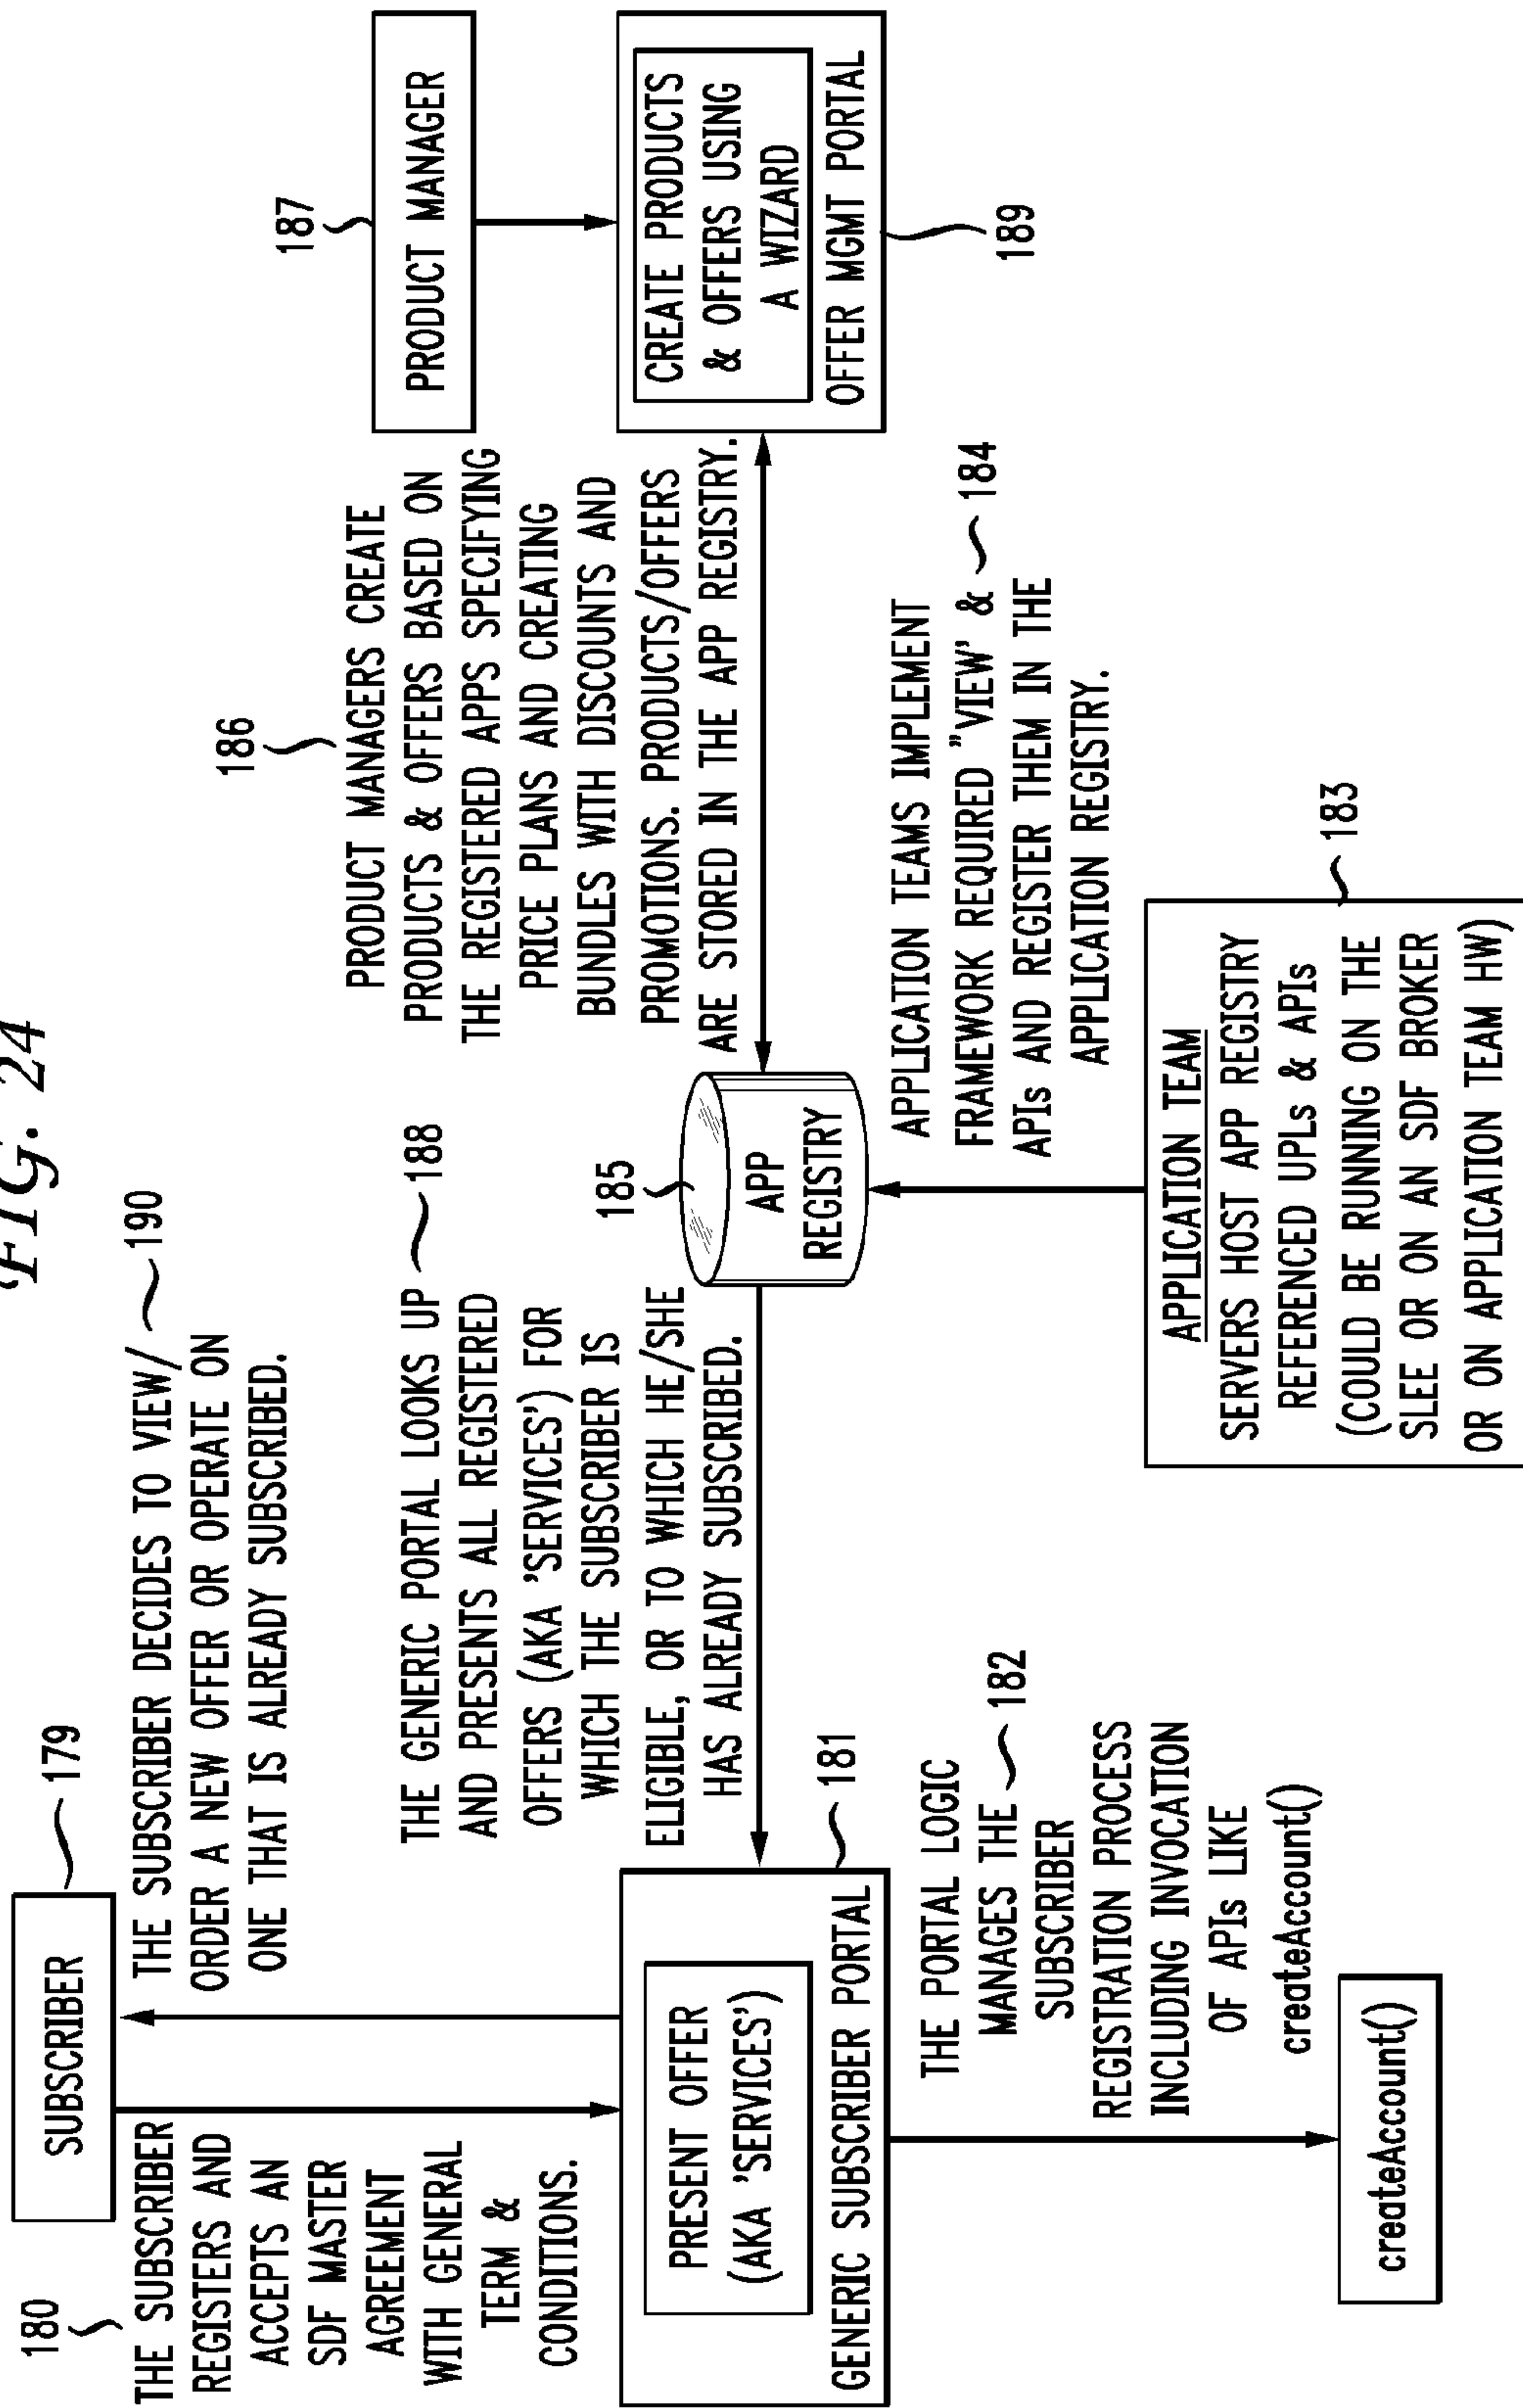 FIG. 24
180
THE SUBSCRIBER
REGISTERS AND
ACCEPTS AN
SDF MASTER
AGREEMENT
WITH GENERAL
TERM &
CONDITIONS.
SUBSCRIBER
179
THE SUBSCRIBER DECIDES TO VIEW/
ORDER A NEW OFFER OR OPERATE ON
ONE THAT IS ALREADY SUBSCRIBED.
190
THE GENERIC PORTAL LOOKS UP
AND PRESENTS ALL REGISTERED
OFFERS (AKA 'SERVICES') FOR
WHICH THE SUBSCRIBER IS
ELIGIBLE, OR TO WHICH HE/SHE
HAS ALREADY SUBSCRIBED.
188
186
PRODUCT MANAGERS CREATE
PRODUCTS & OFFERS BASED ON
THE REGISTERED APPS SPECIFYING
PRICE PLANS AND CREATING
BUNDLES WITH DISCOUNTS AND
PROMOTIONS. PRODUCTS/OFFERS
ARE STORED IN THE APP REGISTRY.
187
PRODUCT MANAGER
CREATE PRODUCTS
& OFFERS USING
A WIZARD
OFFER MGMT PORTAL
189
PRESENT OFFER
(AKA 'SERVICES')
GENERIC SUBSCRIBER PORTAL
181
185
APP
REGISTRY
THE PORTAL LOGIC
MANAGES THE
SUBSCRIBER
REGISTRATION PROCESS
INCLUDING INVOCATION
OF APIs LIKE
createAccount()
182
APPLICATION TEAMS IMPLEMENT
FRAMEWORK REQUIRED "VIEW' &
APIs AND REGISTER THEM IN THE
APPLICATION REGISTRY.
184
createAccount()
APPLICATION TEAM
SERVERS HOST APP REGISTRY
REFERENCED UPLs & APIs
(COULD BE RUNNING ON THE
SLEE OR ON AN SDF BROKER
OR ON APPLICATION TEAM HW)
183